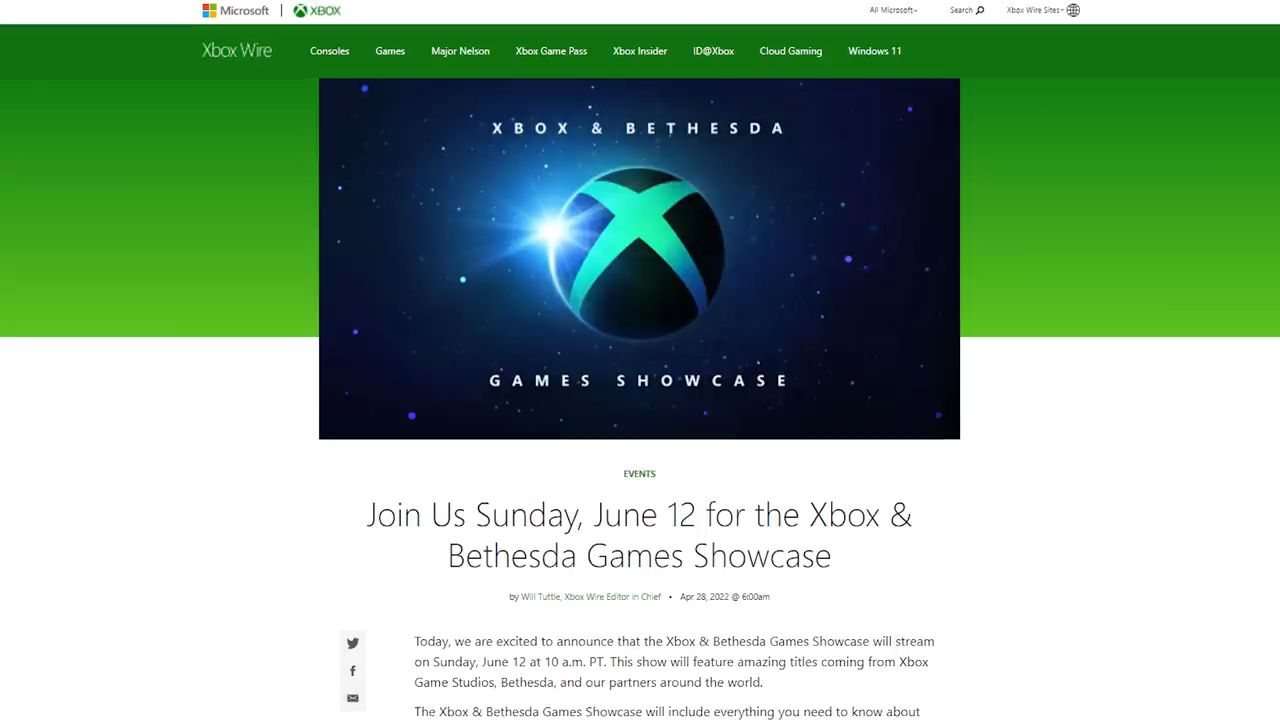 Microsoft | XBOX All Microsoft Search Xbox Wire Sites
Xbox Wire Consoles Games Major Nelson Xbox Game Pass Xbox Insider ID@Xbox Cloud Gaming Windows 11
XBOX & BETHESDA
GAMES SHOWCASE
EVENTS
Join Us Sunday, June 12 for the Xbox &
Bethesda Games Showcase
by Will Tuttle, Xbox Wire Editor in Chief • Apr 28, 2022 @ 6:00am
Today, we are excited to announce that the Xbox & Bethesda Games Showcase will stream
on Sunday, June 12 at 10 a.m. PT. This show will feature amazing titles coming from Xbox
Game Studios, Bethesda, and our partners around the world.
The Xbox & Bethesda Games Showcase will include everything you need to know about